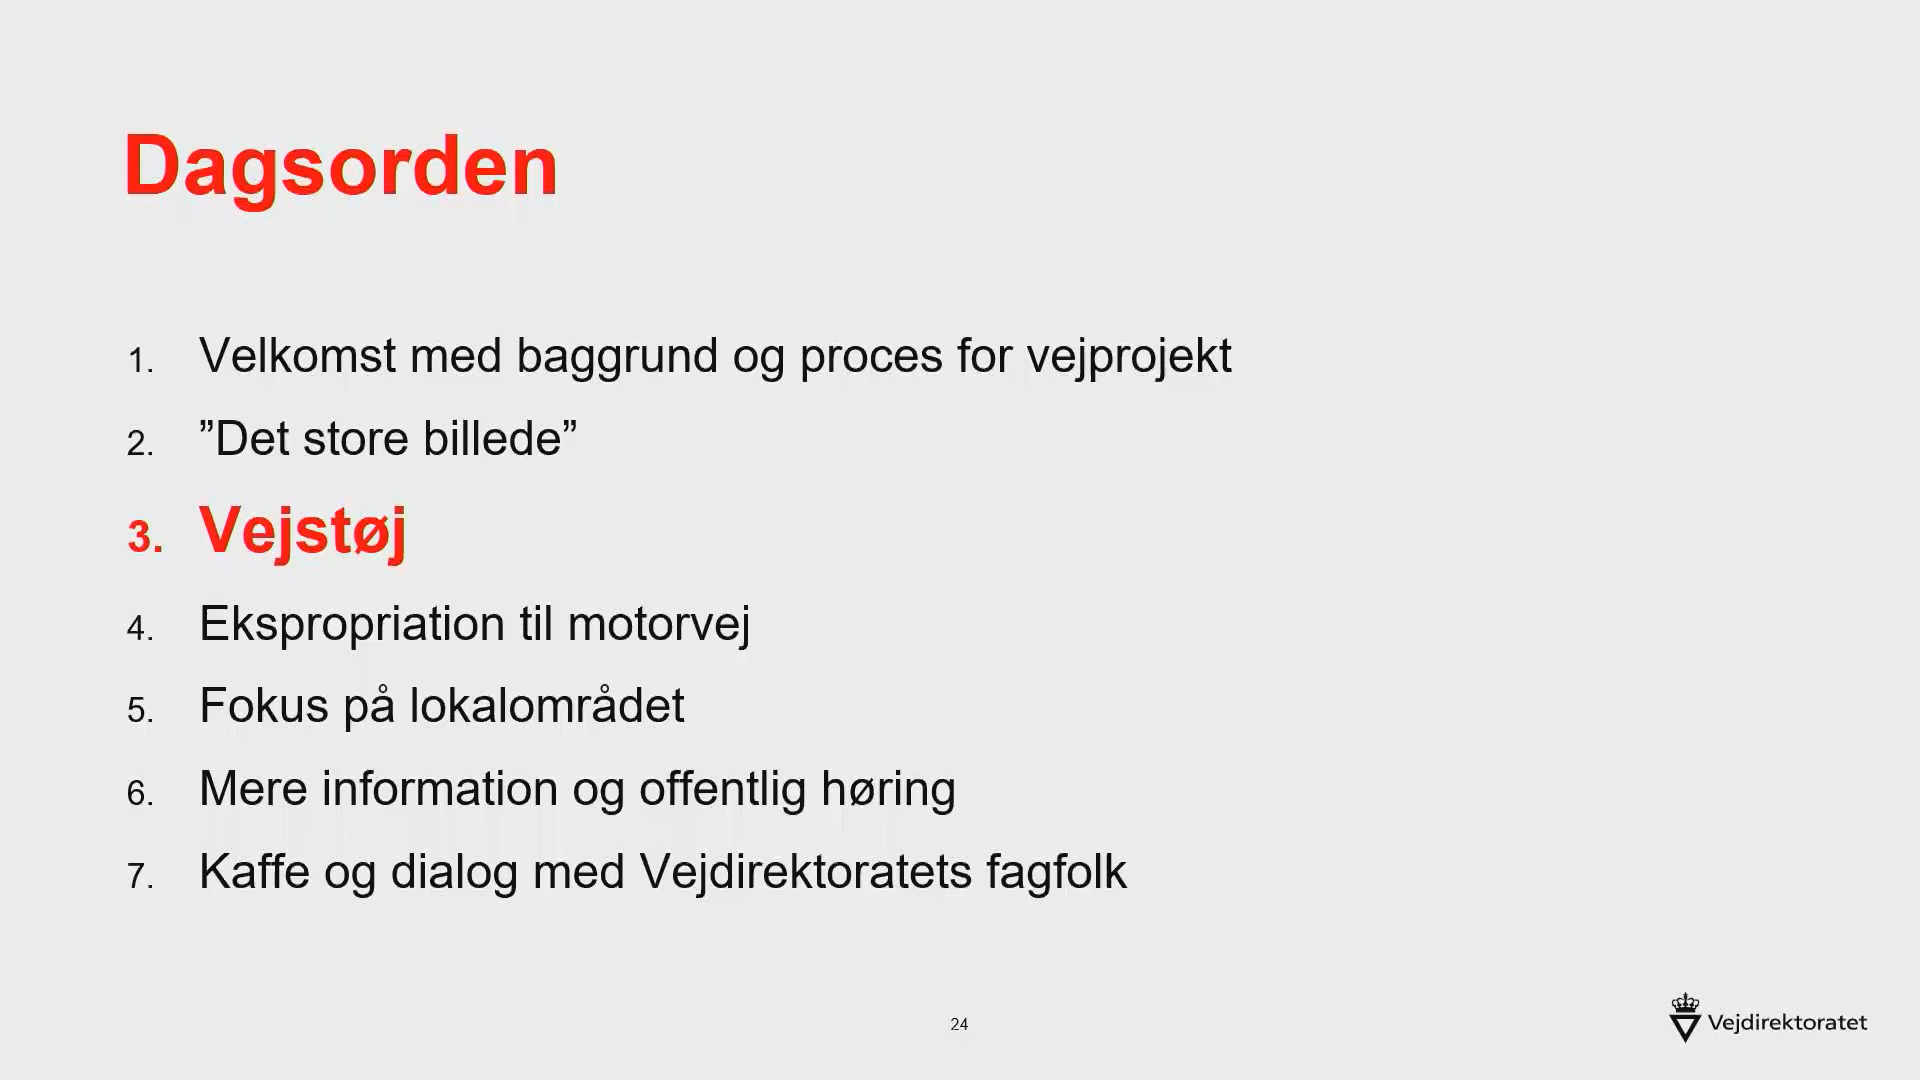 Dagsorden
1. Velkomst med baggrund og proces for vejprojekt
2. ”Det store billede”
3. Vejstøj
4. Ekspropriation til motorvej
5. Fokus på lokalområdet
6. Mere information og offentlig høring
7. Kaffe og dialog med Vejdirektoratets fagfolk
24
Vejdirektoratet